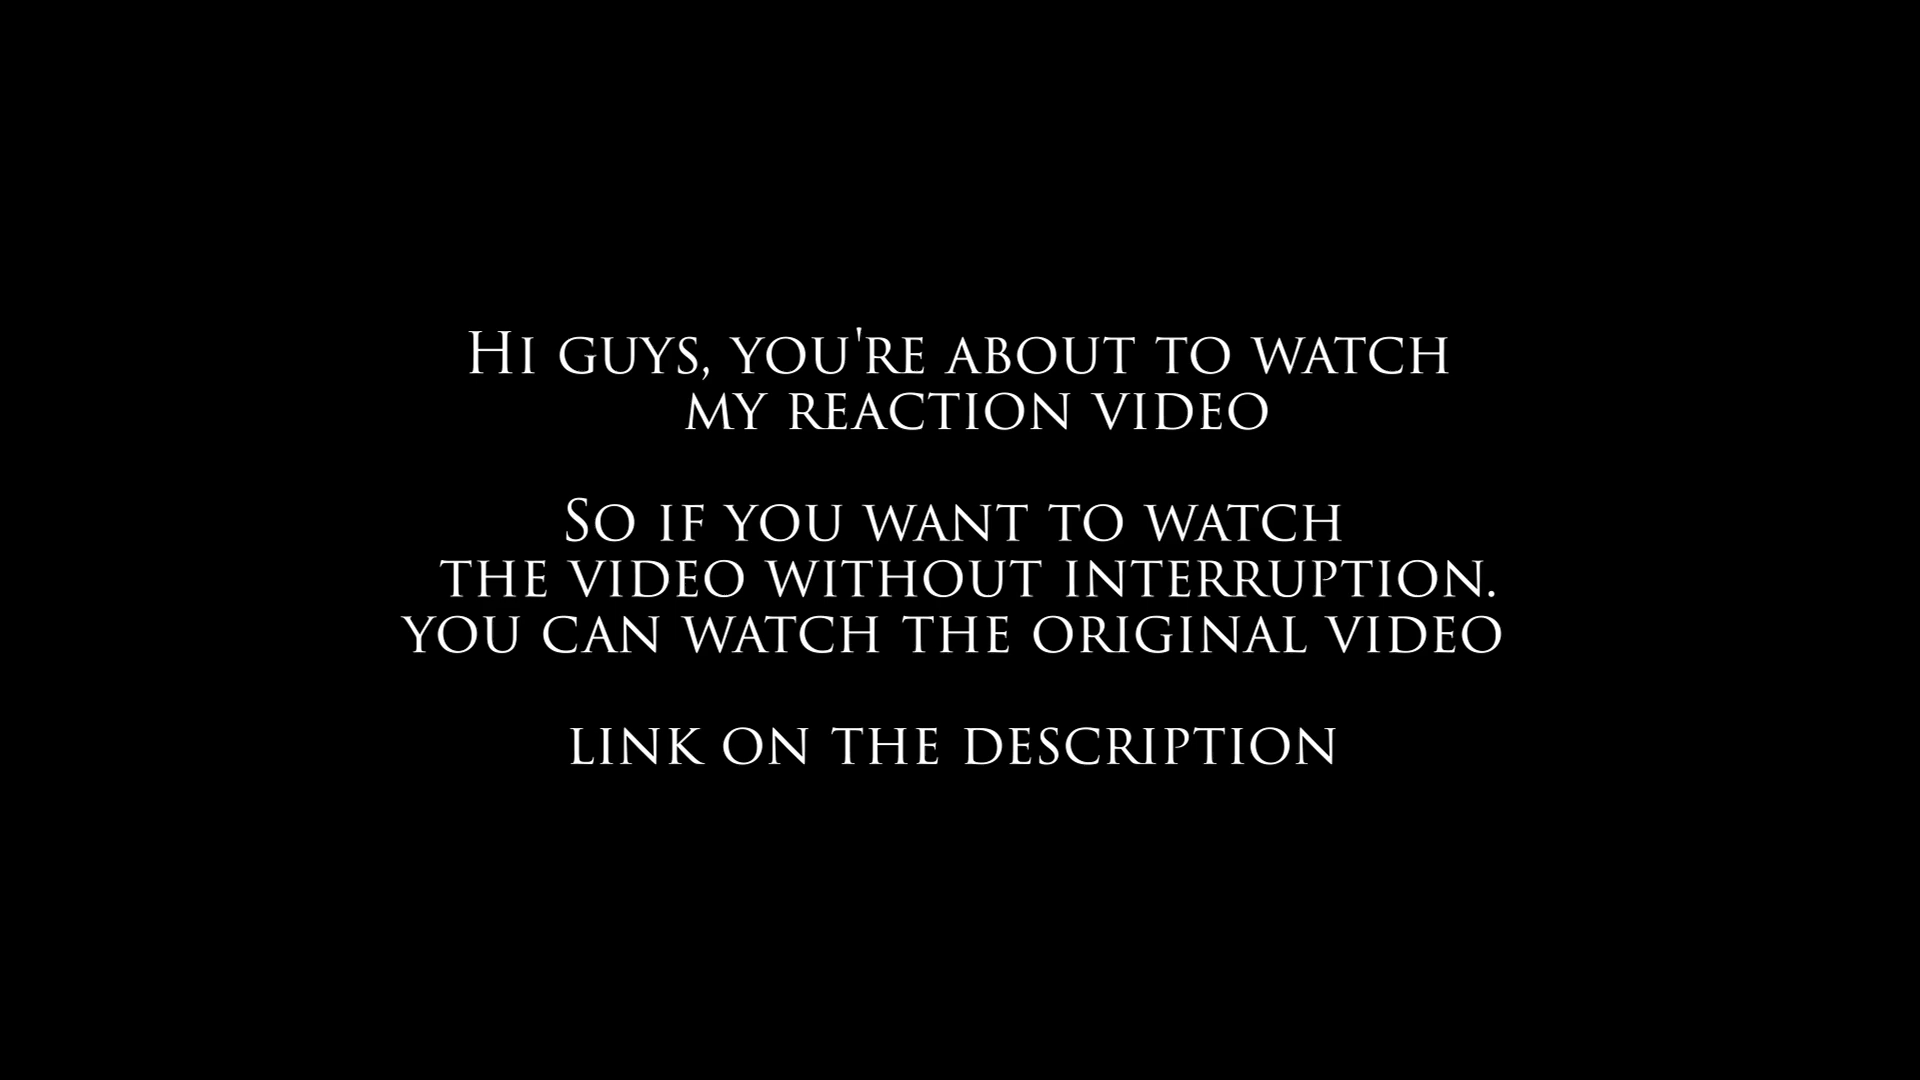 Hi guys, you're about to watch
my reaction video
So if you want to watch
the video without interruption.
you can watch the original video
link on the description